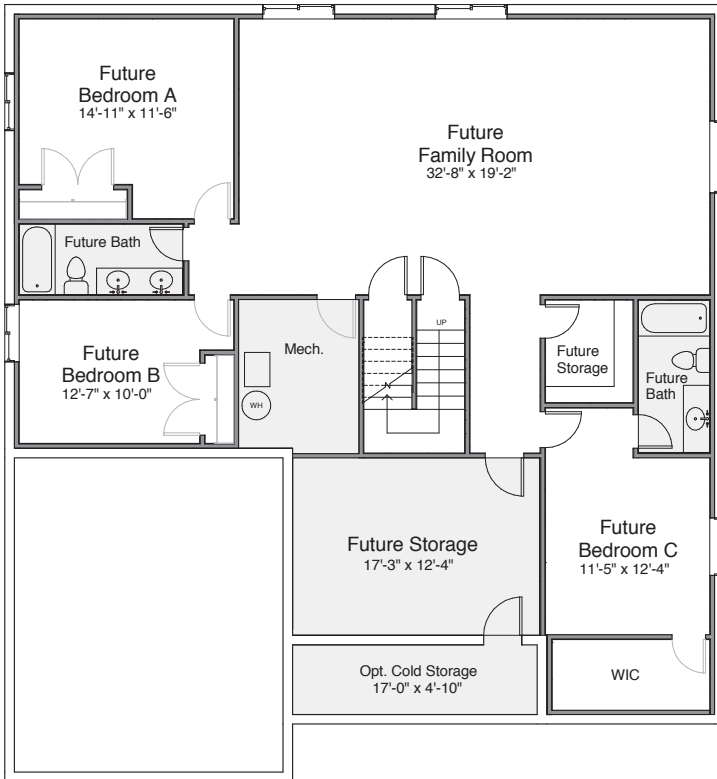 Future
Bedroom A
14'-11" x 11'-6"
Future
Family Room
32'-8" x 19'-2"
Future Bath
UP
Mech.
Future
Bedroom B
12'-7" x 10'-0"
WH
N
Future
Storage
Future
Bath
Future Storage
17'-3" x 12'-4"
Future
Bedroom C
11'-5" x 12'-4"
Opt. Cold Storage
17'-0" x 4'-10"
WIC